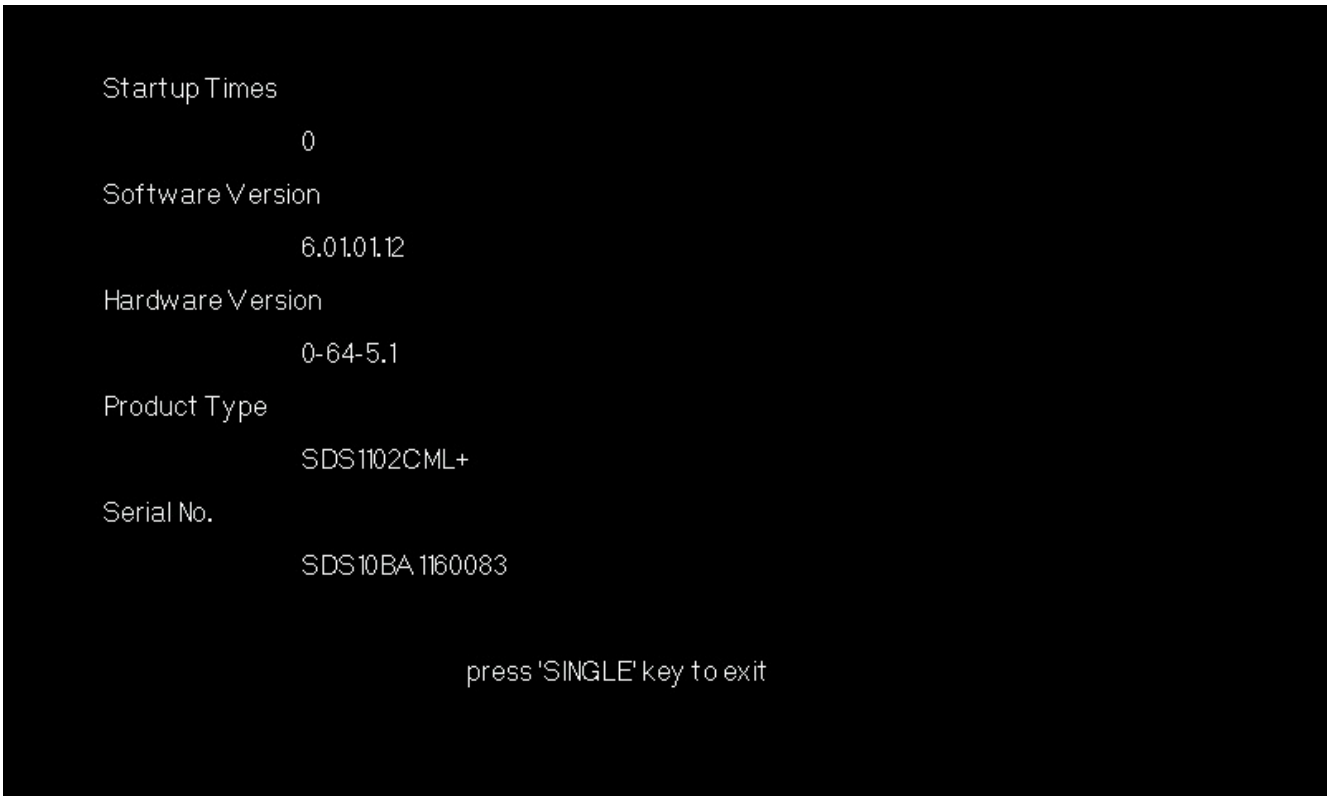 Startup Times
0
Software Version
6.01.01.12
Hardware Version
0-64-5.1
Product Type
SDS1102CML+
Serial No.
SDS10BA1160083
press 'SINGLE' key to exit